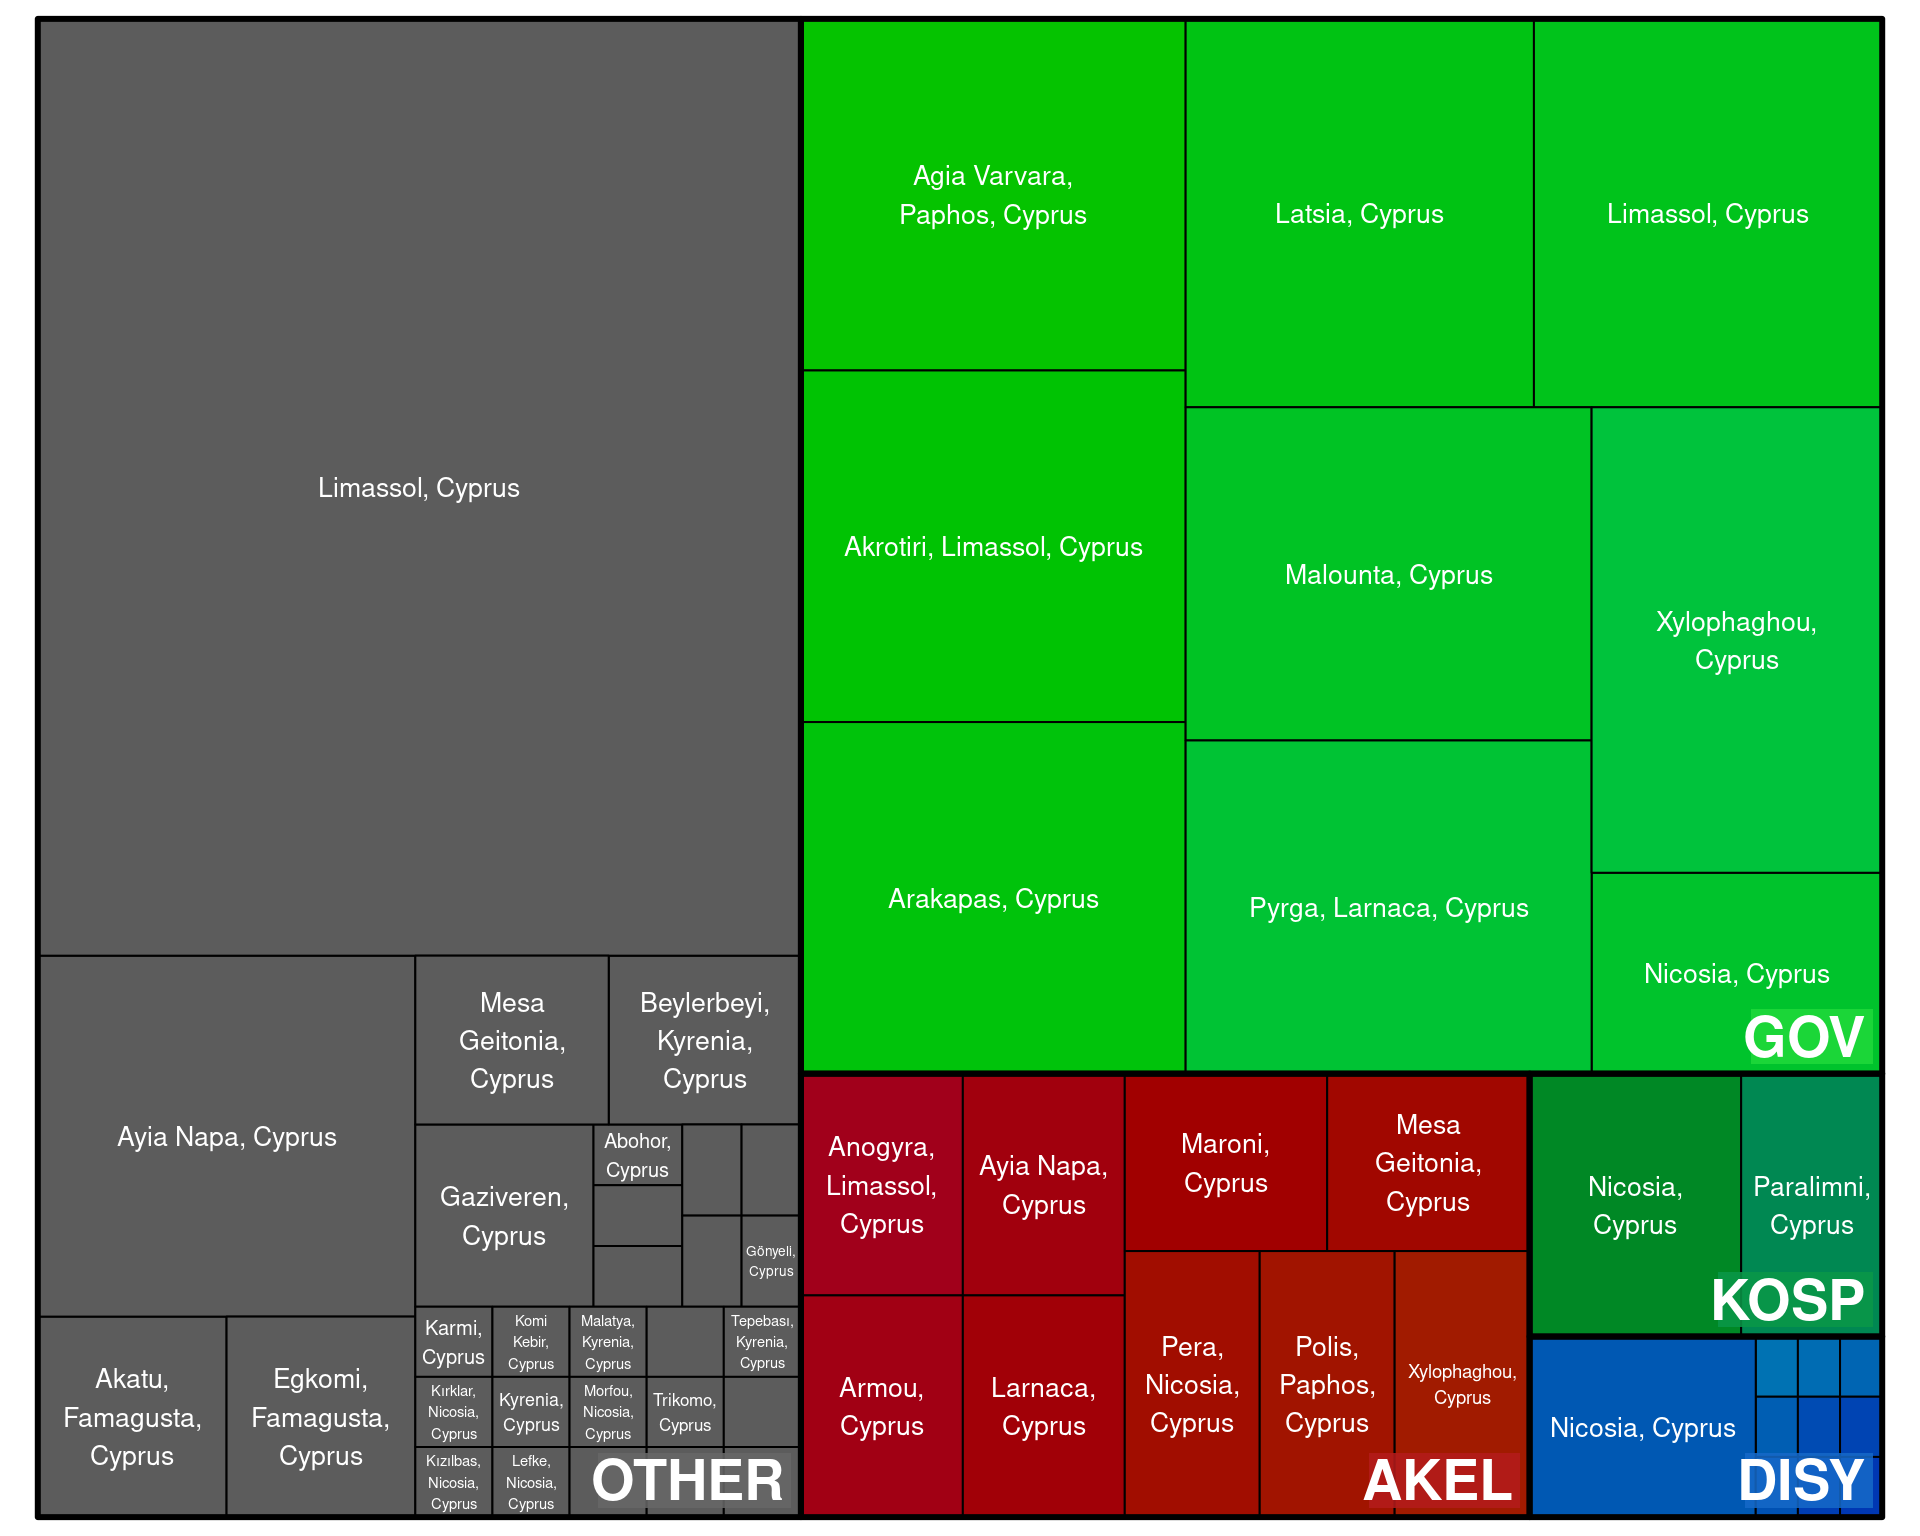 Limassol, Cyprus
Ayia Napa, Cyprus
Mesa
Geitonia,
Cyprus
Beylerbeyi,
Kyrenia,
Cyprus
Gaziveren,
Cyprus
Abohor,
Cyprus
Gönyeli,
Cyprus
Akatu,
Famagusta,
Cyprus
Egkomi,
Famagusta,
Cyprus
Karmi,
Cyprus
Komi
Kebir,
Cyprus
Malatya,
Kyrenia,
Cyprus
Tepebası,
Kyrenia,
Cyprus
Kırklar,
Nicosia,
Cyprus
Kyrenia,
Cyprus
Morfou,
Nicosia,
Cyprus
Trikomo,
Cyprus
Kızılbas,
Nicosia,
Cyprus
Lefke,
Nicosia,
Cyprus
OTHER
Agia Varvara,
Paphos, Cyprus
Latsia, Cyprus
Limassol, Cyprus
Akrotiri, Limassol, Cyprus
Malounta, Cyprus
Xylophaghou,
Cyprus
Arakapas, Cyprus
Pyrga, Larnaca, Cyprus
Nicosia, Cyprus
GOV
Anogyra,
Limassol,
Cyprus
Ayia Napa,
Cyprus
Maroni,
Cyprus
Mesa
Geitonia,
Cyprus
Armou,
Cyprus
Larnaca,
Cyprus
Pera,
Nicosia,
Cyprus
Polis,
Paphos,
Cyprus
Xylophaghou,
Cyprus
AKEL
Nicosia,
Cyprus
Paralimni,
Cyprus
KOSP
Nicosia, Cyprus
DISY